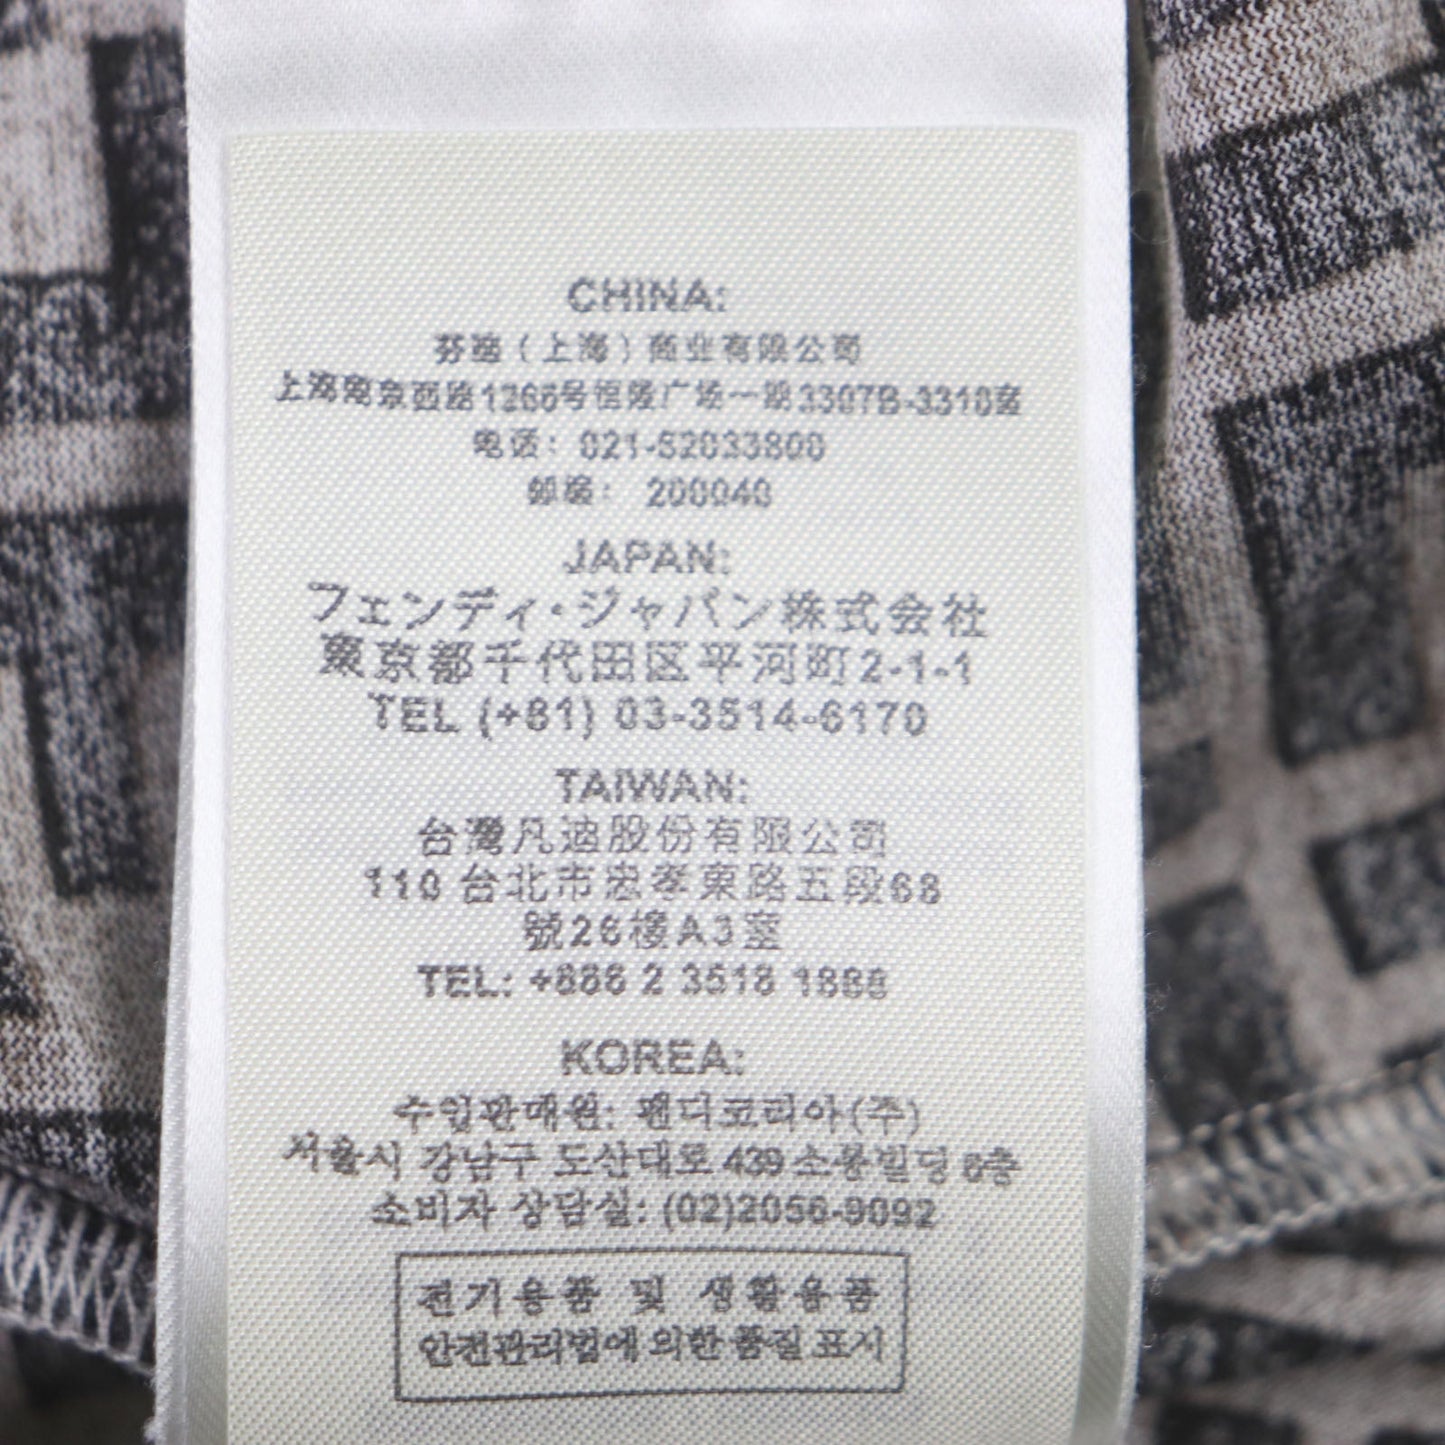 CHINA:
芬迪（上海）商业有限公司
上海南京西路1266号恒隆广场一期3307B-3310室
电话： 021-52033800
邮编： 200040
JAPAN:
フェンディ・ジャパン株式会社
東京都千代田区平河町2-1-1
TEL (+81) 03-3514-6170
TAIWAN:
台灣凡迪股份有限公司
110 台北市忠孝東路五段68
號26樓A3室
TEL: +886 2 3518 1888
KOREA:
수입판매원: 펜디코리아(주)
서울시 강남구 도산대로 439 소봉빌딩 6층
소비자 상담실: (02)2056-9092
전기용품 및 생활용품
안전관리법에 의한 품질 표시